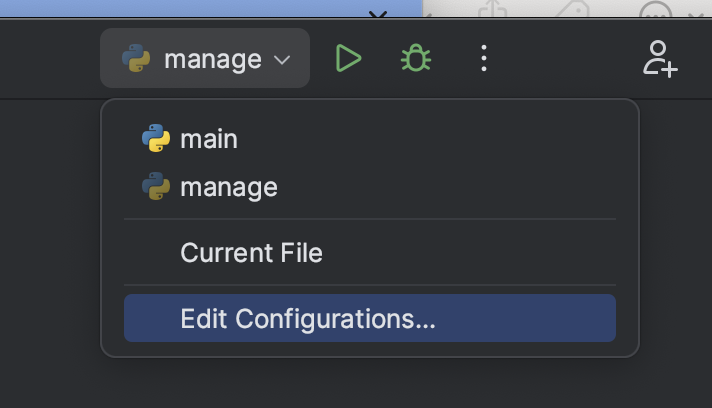 manage
main
manage
Current File
Edit Configurations...